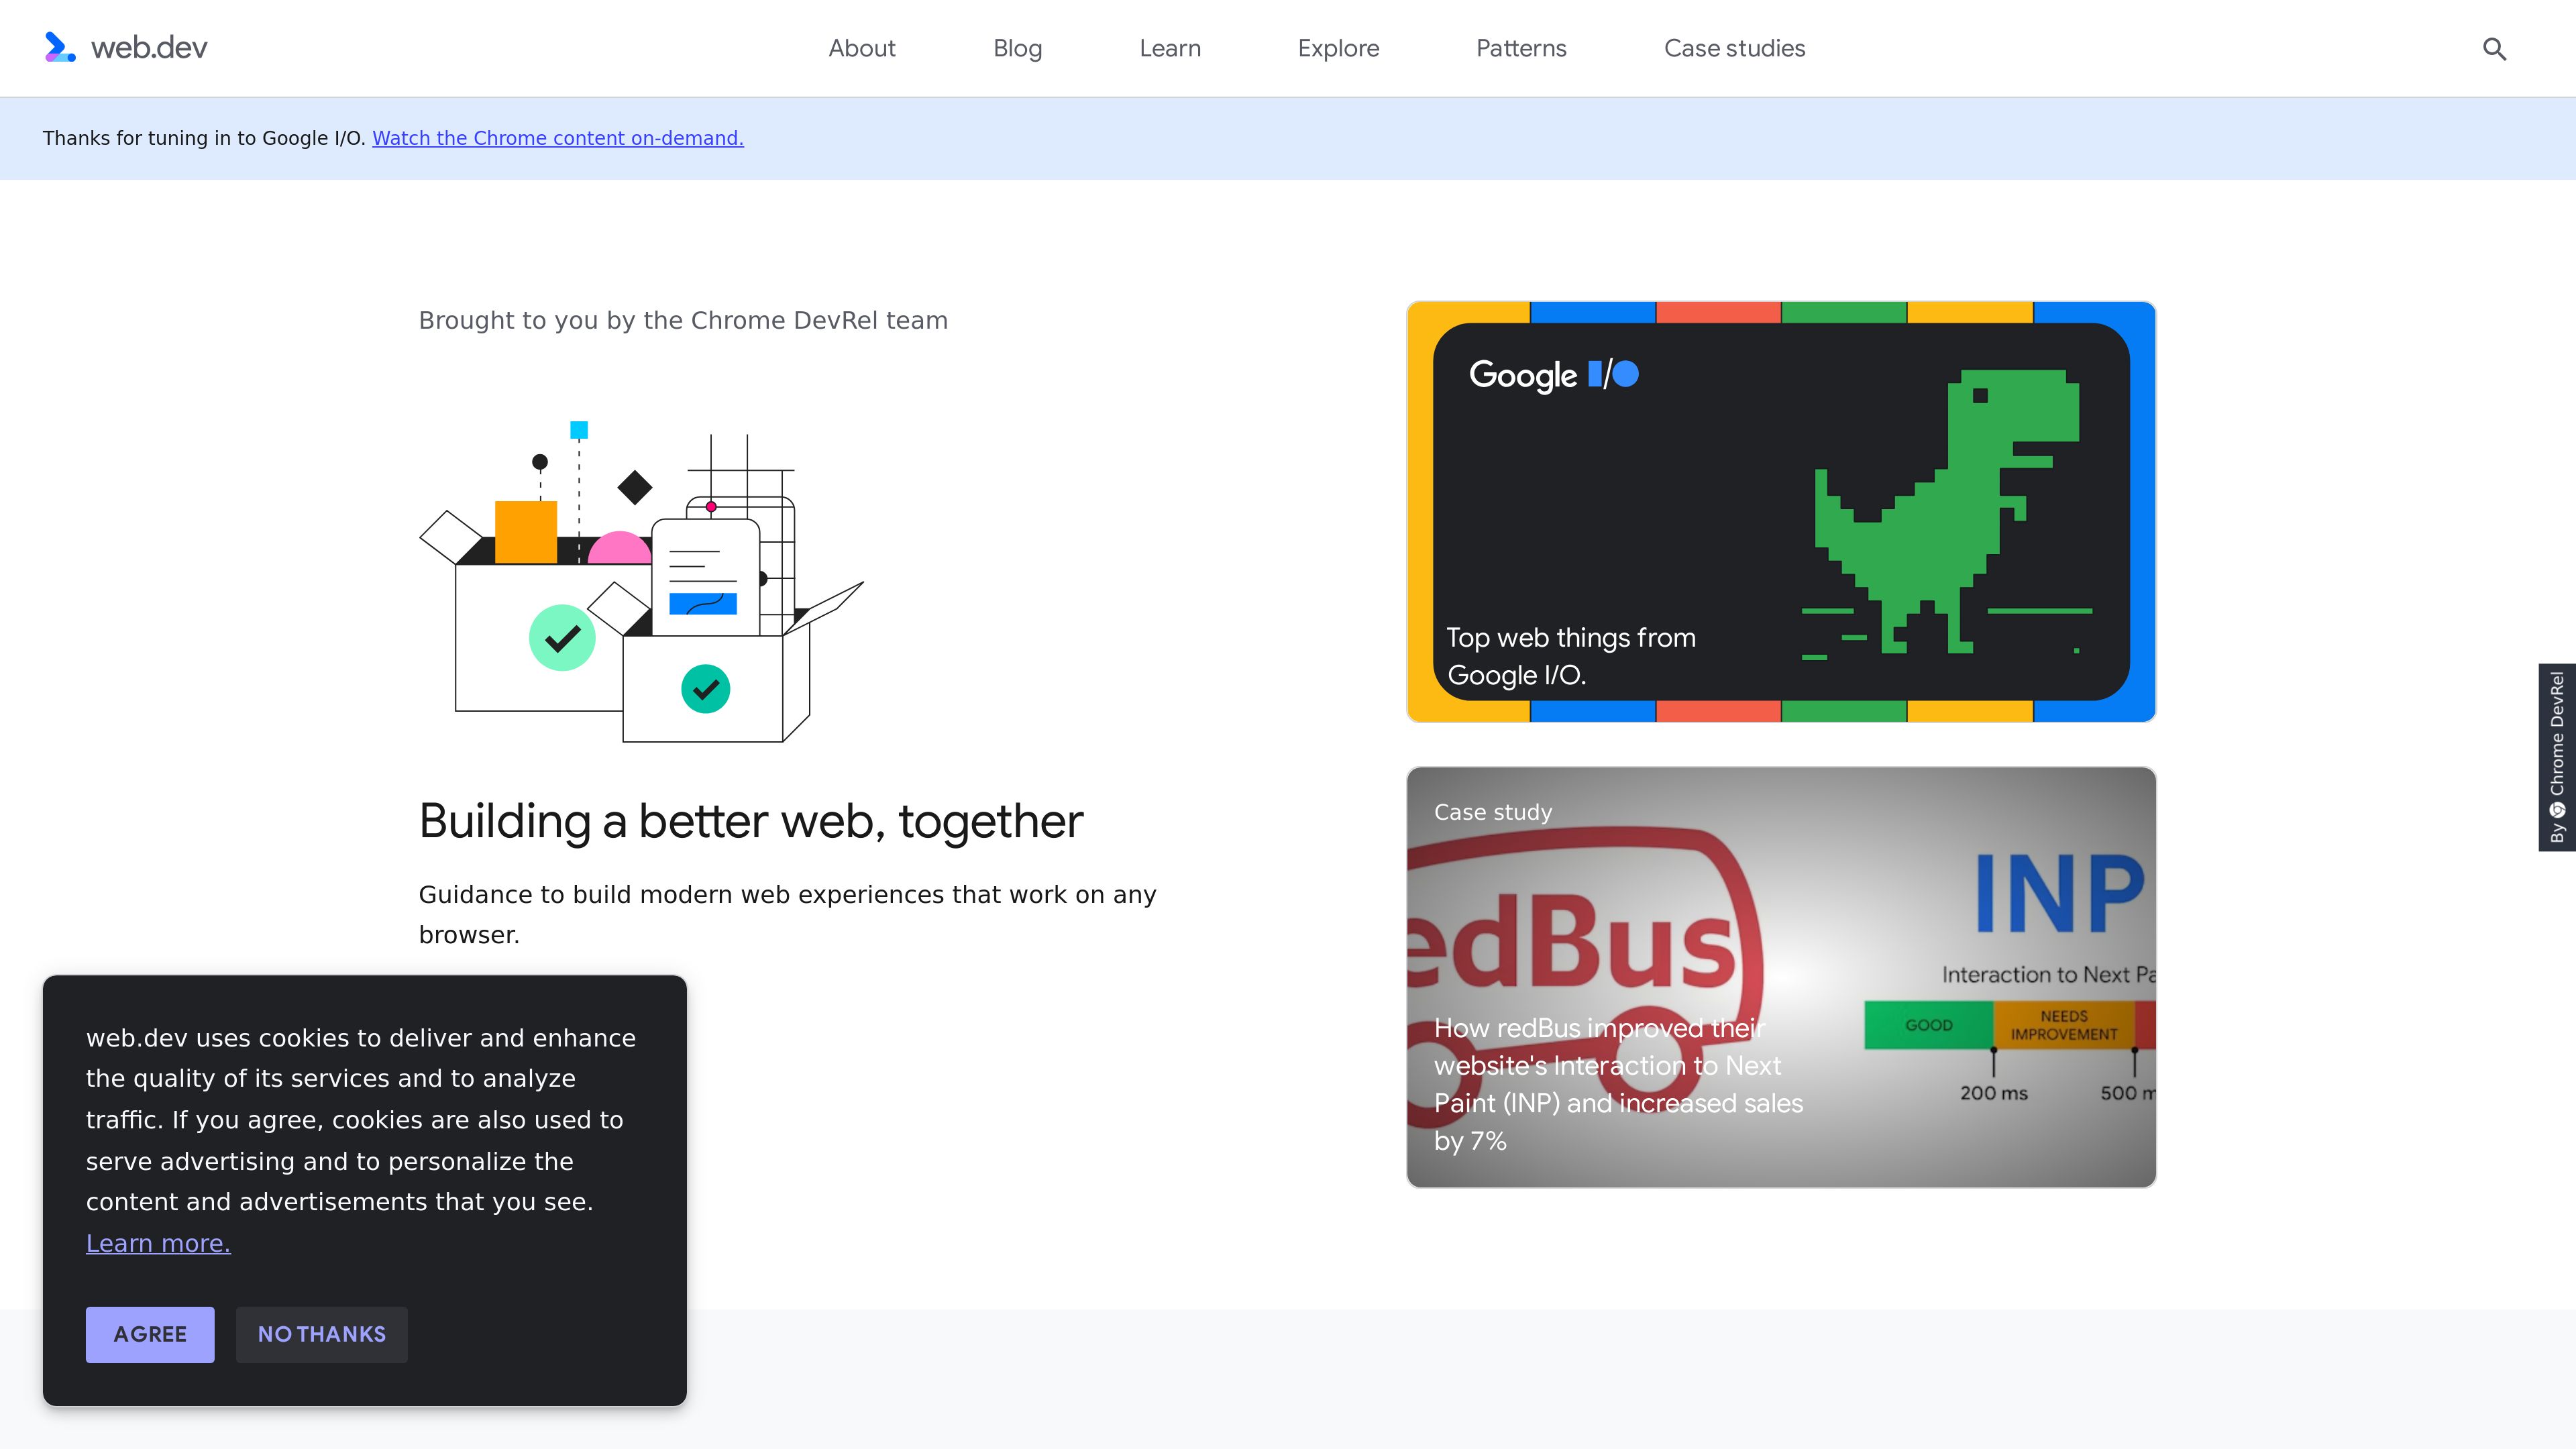 web.dev
About
Blog
Learn
Explore
Patterns
Case studies
Thanks for tuning in to Google I/O. Watch the Chrome content on-demand.
Brought to you by the Chrome DevRel team
Building a better web, together
Guidance to build modern web experiences that work on any
browser.
Google I/O
Top web things from
Google I/O.
Case study
edBus
INP
Interaction to Next Pa
GOOD
NEEDS
IMPROVEMENT
200 ms
500 m
How redBus improved their
website's Interaction to Next
Paint (INP) and increased sales
by 7%
By Chrome DevRel
web.dev uses cookies to deliver and enhance
the quality of its services and to analyze
traffic. If you agree, cookies are also used to
serve advertising and to personalize the
content and advertisements that you see.
Learn more.
AGREE
NO THANKS